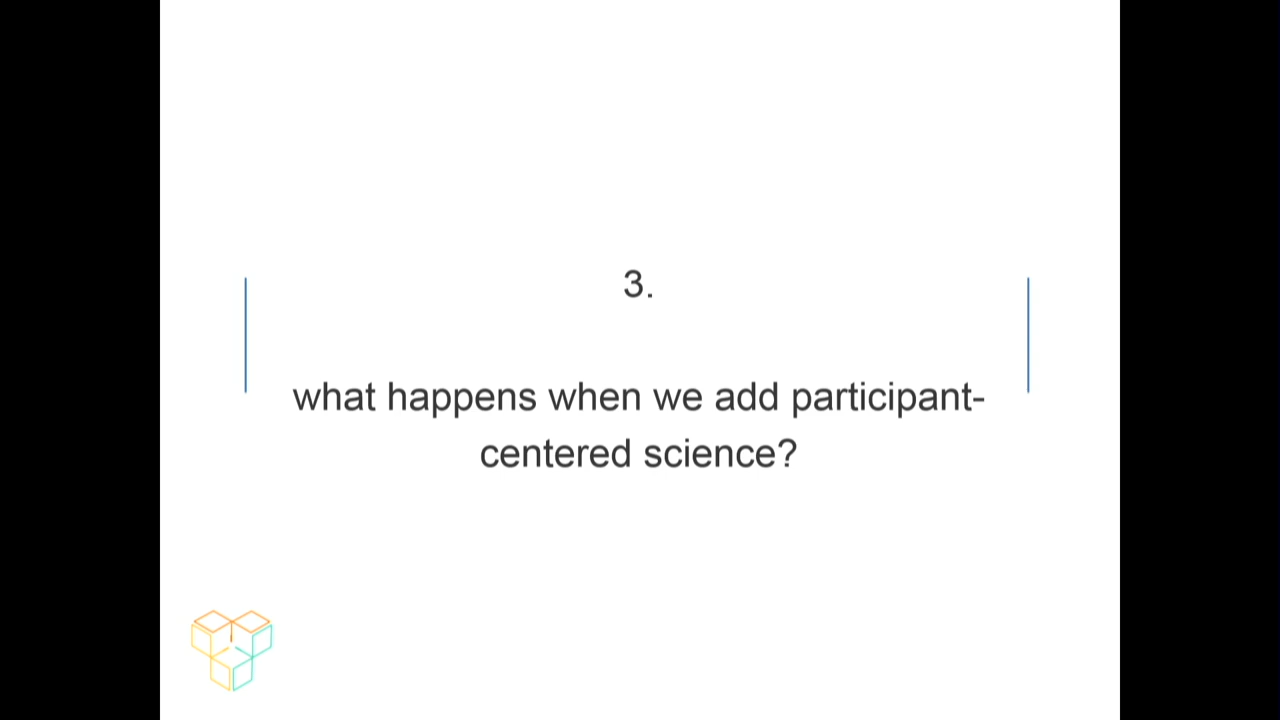 3.
what happens when we add participant-
centered science?